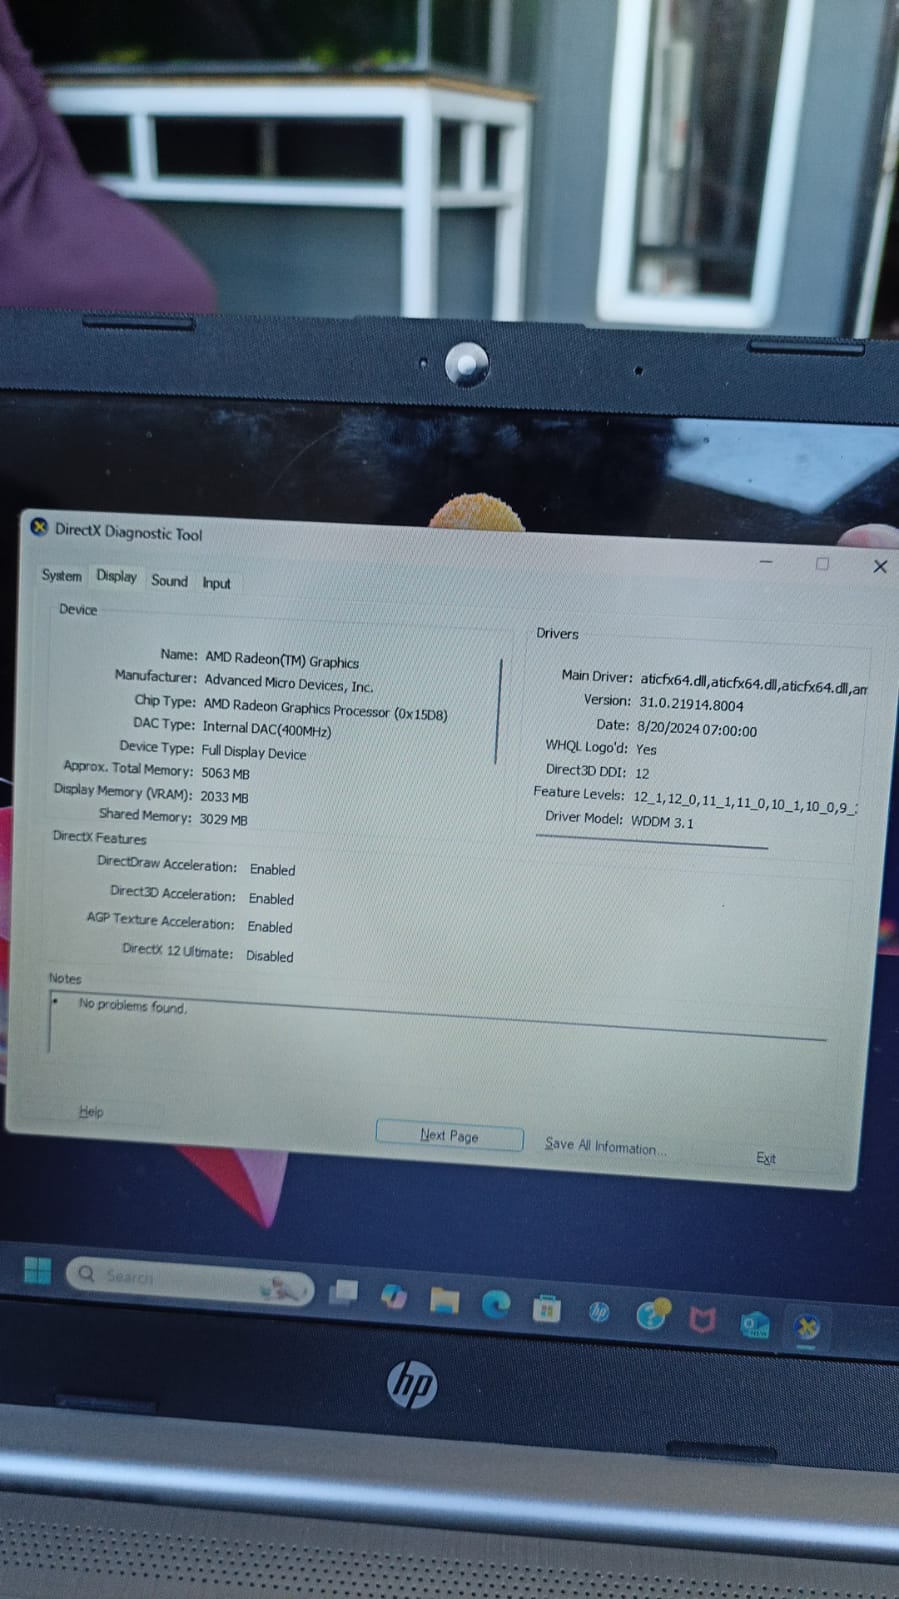 DirectX Diagnostic Tool
System Display Sound Input
Device
Name: AMD Radeon(TM) Graphics
Manufacturer: Advanced Micro Devices, Inc.
Chip Type: AMD Radeon Graphics Processor (0x15D8)
DAC Type: Internal DAC(400MHz)
Device Type: Full Display Device
Approx. Total Memory: 5063 MB
Display Memory (VRAM): 2033 MB
Shared Memory: 3029 MB
Drivers
Main Driver: aticfx64.dll,aticfx64.dll,aticfx64.dll,am
Version: 31.0.21914.8004
Date: 8/20/2024 07:00:00
WHQL Logo'd: Yes
Direct3D DDI: 12
Feature Levels: 12_1,12_0,11_1,11_0,10_1,10_0,9_
Driver Model: WDDM 3.1
DirectX Features
DirectDraw Acceleration: Enabled
Direct3D Acceleration: Enabled
AGP Texture Acceleration: Enabled
DirectX 12 Ultimate: Disabled
Notes
• No problems found.
Help
Next Page
Save All Information...
Exit
Search
hp
NEW
hp